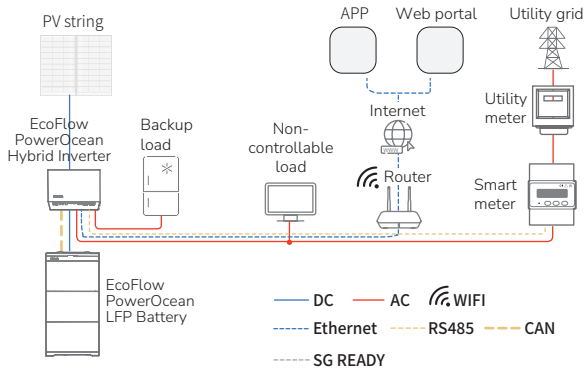 PV string
APP
Web portal
Utility grid
EcoFlow
PowerOcean
Hybrid Inverter
Backup
load
Non-
controllable
load
Internet
WWW
Router
Utility
meter
Smart
meter
EcoFlow
PowerOcean
LFP Battery
DC
AC
WIFI
Ethernet
RS485
CAN
SG READY